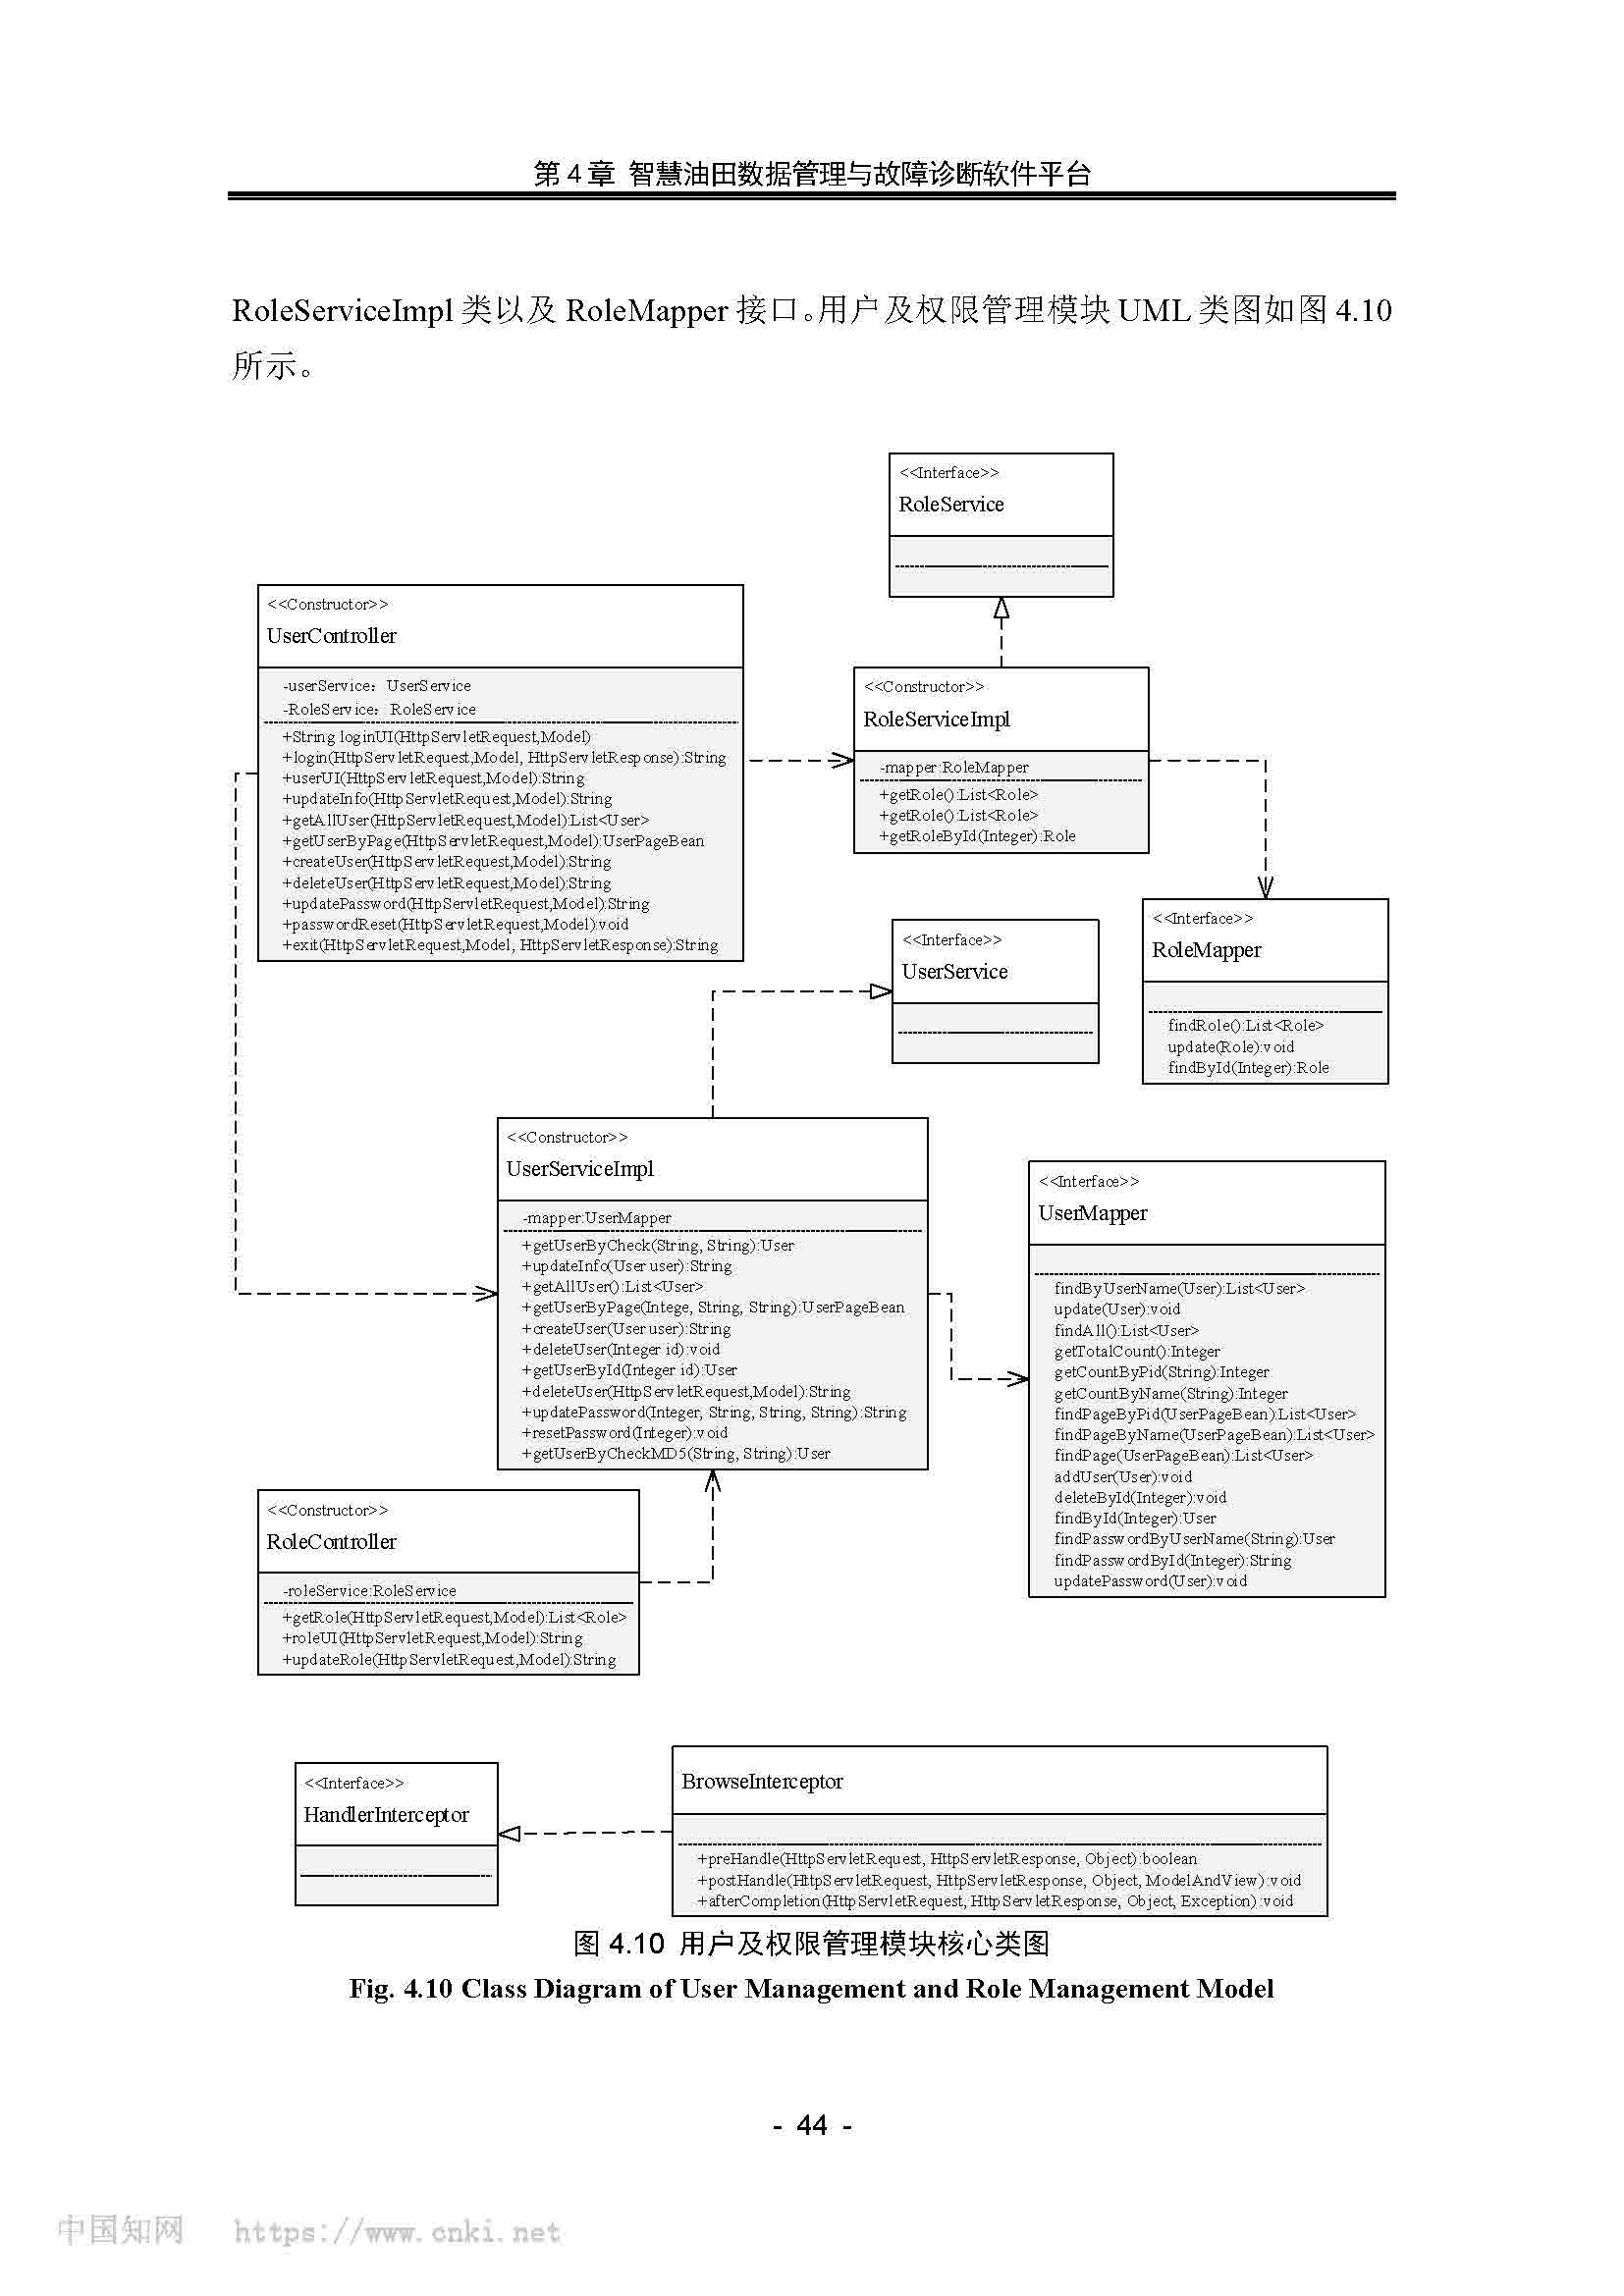 第 4 章 智慧油田数据管理与故障诊断软件平台
RoleServiceImpl 类以及 RoleMapper 接口。用户及权限管理模块 UML 类图如图 4.10
所示。
<<Interface>>
RoleService
<<Constructor>>
UserController
-userService：UserService
-RoleService：RoleService
+String loginUI(HttpServletRequest,Model)
+login(HttpServletRequest,Model, HttpServletResponse):String
+userUI(HttpServletRequest,Model):String
+updateInfo(HttpServletRequest,Model):String
+getAllUser(HttpServletRequest,Model):List<User>
+getUserByPage(HttpServletRequest,Model):UserPageBean
+createUser(HttpServletRequest,Model):String
+deleteUser(HttpServletRequest,Model):String
+updatePassword(HttpServletRequest,Model):String
+passwordReset(HttpServletRequest,Model):void
+exit(HttpServletRequest,Model, HttpServletResponse):String
<<Constructor>>
RoleServiceImpl
-mapper:RoleMapper
+getRole():List<Role>
+getRole():List<Role>
+getRoleById(Integer):Role
<<Interface>>
RoleMapper
findRole():List<Role>
update(Role):void
findById(Integer):Role
<<Interface>>
UserService
<<Constructor>>
UserServiceImpl
-mapper:UserMapper
+getUserByCheck(String, String):User
+updateInfo(User user):String
+getAllUser():List<User>
+getUserByPage(Intege, String, String):UserPageBean
+createUser(User user):String
+deleteUser(Integer id):void
+getUserById(Integer id):User
+deleteUser(HttpServletRequest,Model):String
+updatePassword(Integer, String, String, String):String
+resetPassword(Integer):void
+getUserByCheckMD5(String, String):User
<<Interface>>
UserMapper
findByUserName(User):List<User>
update(User):void
findAll():List<User>
getTotalCount():Integer
getCountByPid(String):Integer
getCountByName(String):Integer
findPageByPid(UserPageBean):List<User>
findPageByName(UserPageBean):List<User>
findPage(UserPageBean):List<User>
addUser(User):void
deleteById(Integer):void
findById(Integer):User
findPasswordByUserName(String):User
findPasswordById(Integer):String
updatePassword(User):void
<<Constructor>>
RoleController
-roleService:RoleService
+getRole(HttpServletRequest,Model):List<Role>
+roleUI(HttpServletRequest,Model):String
+updateRole(HttpServletRequest,Model):String
<<Interface>>
HandlerInterceptor
BrowseInterceptor
+preHandle(HttpServletRequest, HttpServletResponse, Object):boolean
+postHandle(HttpServletRequest, HttpServletResponse, Object, ModelAndView):void
+afterCompletion(HttpServletRequest, HttpServletResponse, Object, Exception):void
图 4.10 用户及权限管理模块核心类图
Fig. 4.10 Class Diagram of User Management and Role Management Model
- 44 -
中国知网 https://www.cnki.net